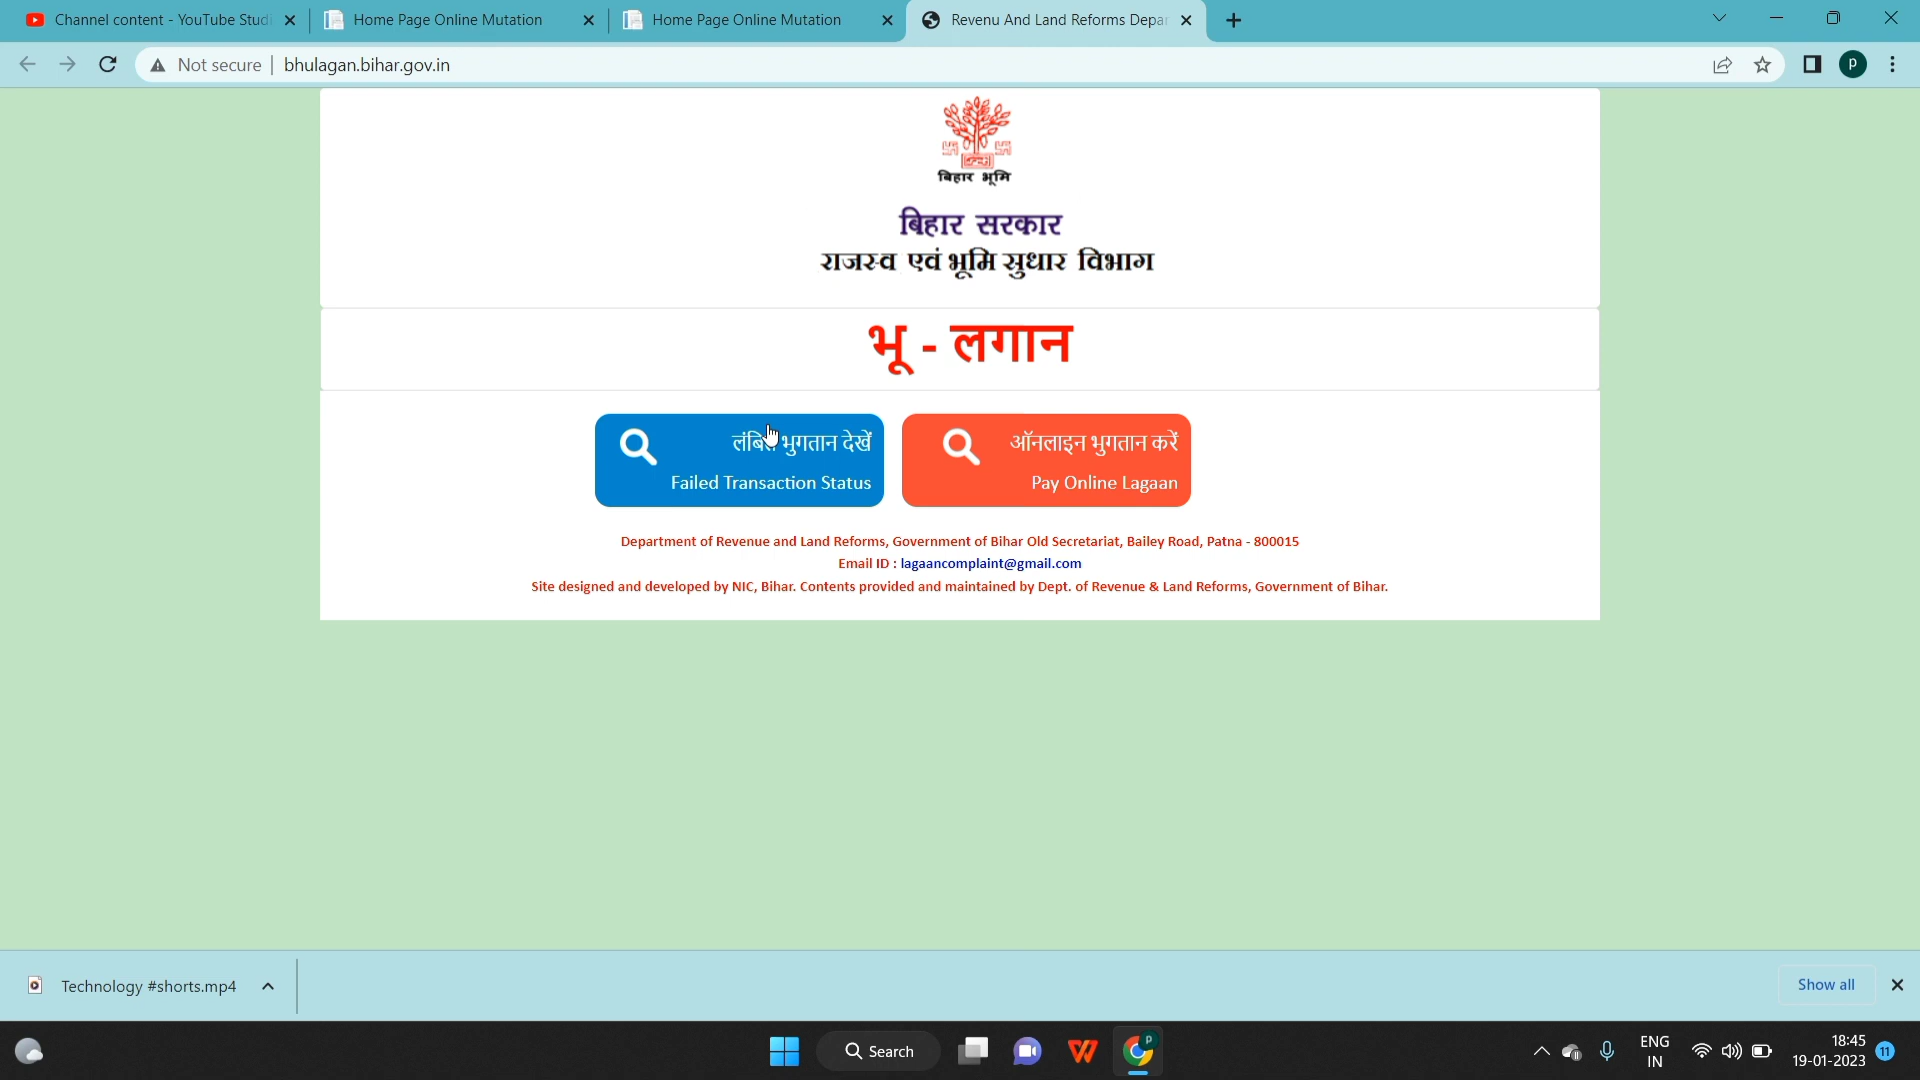 Channel content - YouTube Studi
Home Page Online Mutation
Home Page Online Mutation
Revenu And Land Reforms Depar
Not secure
bhulagan.bihar.gov.in
P
बिहार भूमि
बिहार सरकार
राजस्व एवं भूमि सुधार विभाग
भू - लगान
लंबित भुगतान देखें
Failed Transaction Status
ऑनलाइन भुगतान करें
Pay Online Lagaan
Department of Revenue and Land Reforms, Government of Bihar Old Secretariat, Bailey Road, Patna - 800015
Email ID : lagaancomplaint@gmail.com
Site designed and developed by NIC, Bihar. Contents provided and maintained by Dept. of Revenue & Land Reforms, Government of Bihar.
Technology #shorts.mp4
Show all
Search
P
ENG
IN
18:45
19-01-2023
11